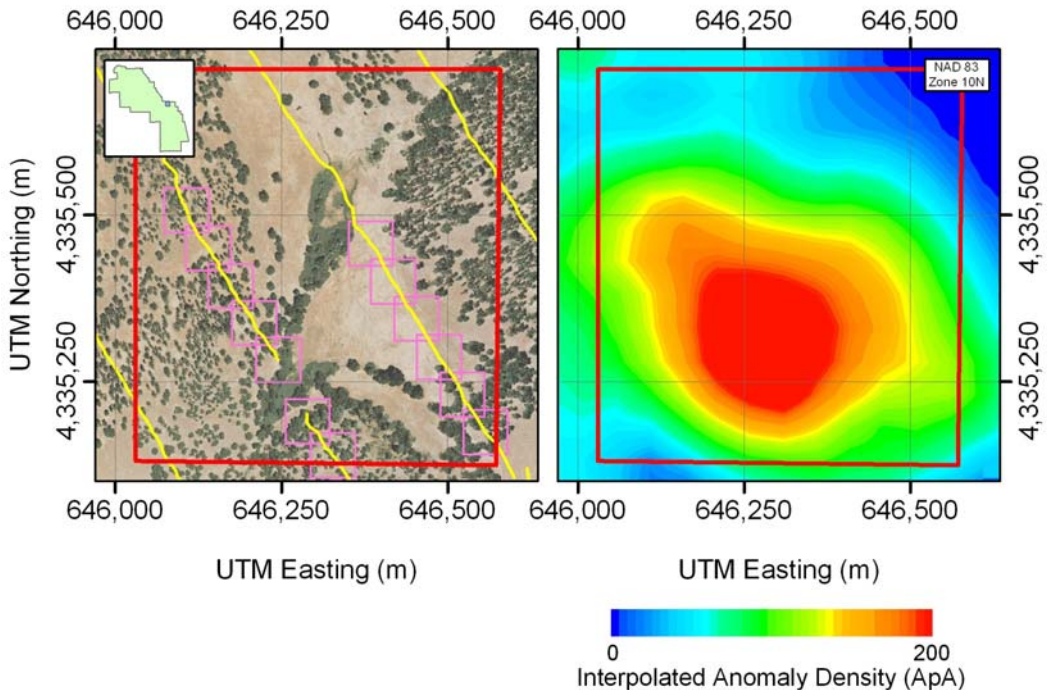 646,000 646,250 646,500 646,000 646,250 646,500
NAD 83
Zone 10N
UTM Northing (m)
4,335,500
4,335,250
4,335,500
4,335,250
646,000 646,250 646,500 646,000 646,250 646,500
UTM Easting (m) UTM Easting (m)
0 200
Interpolated Anomaly Density (ApA)